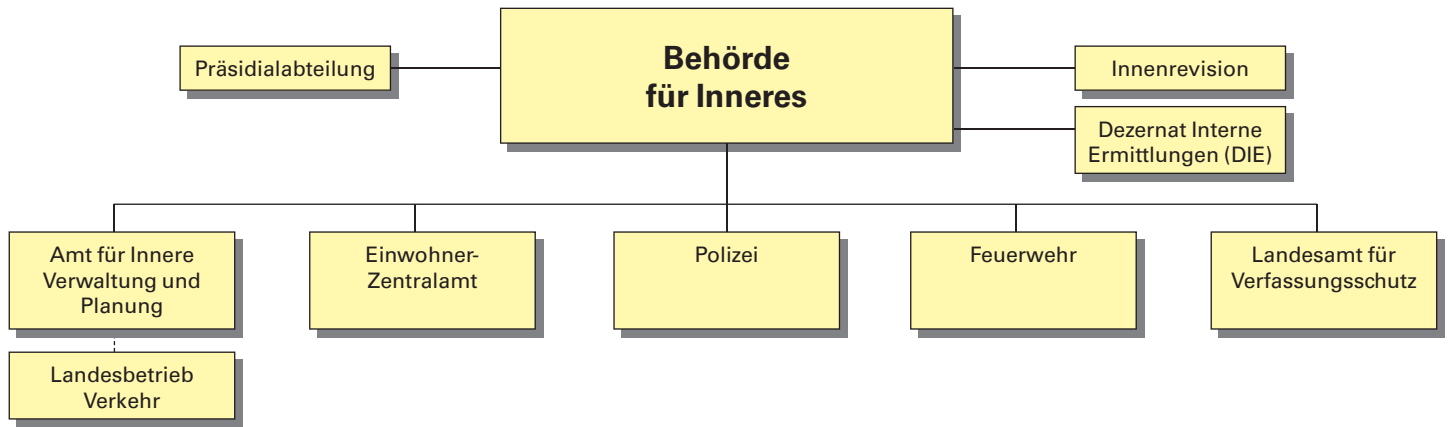 Behörde
für Inneres
Präsidialabteilung
Innenrevision
Dezernat Interne
Ermittlungen (DIE)
Amt für Innere
Verwaltung und
Planung
Einwohner-
Zentralamt
Polizei
Feuerwehr
Landesamt für
Verfassungsschutz
Landesbetrieb
Verkehr